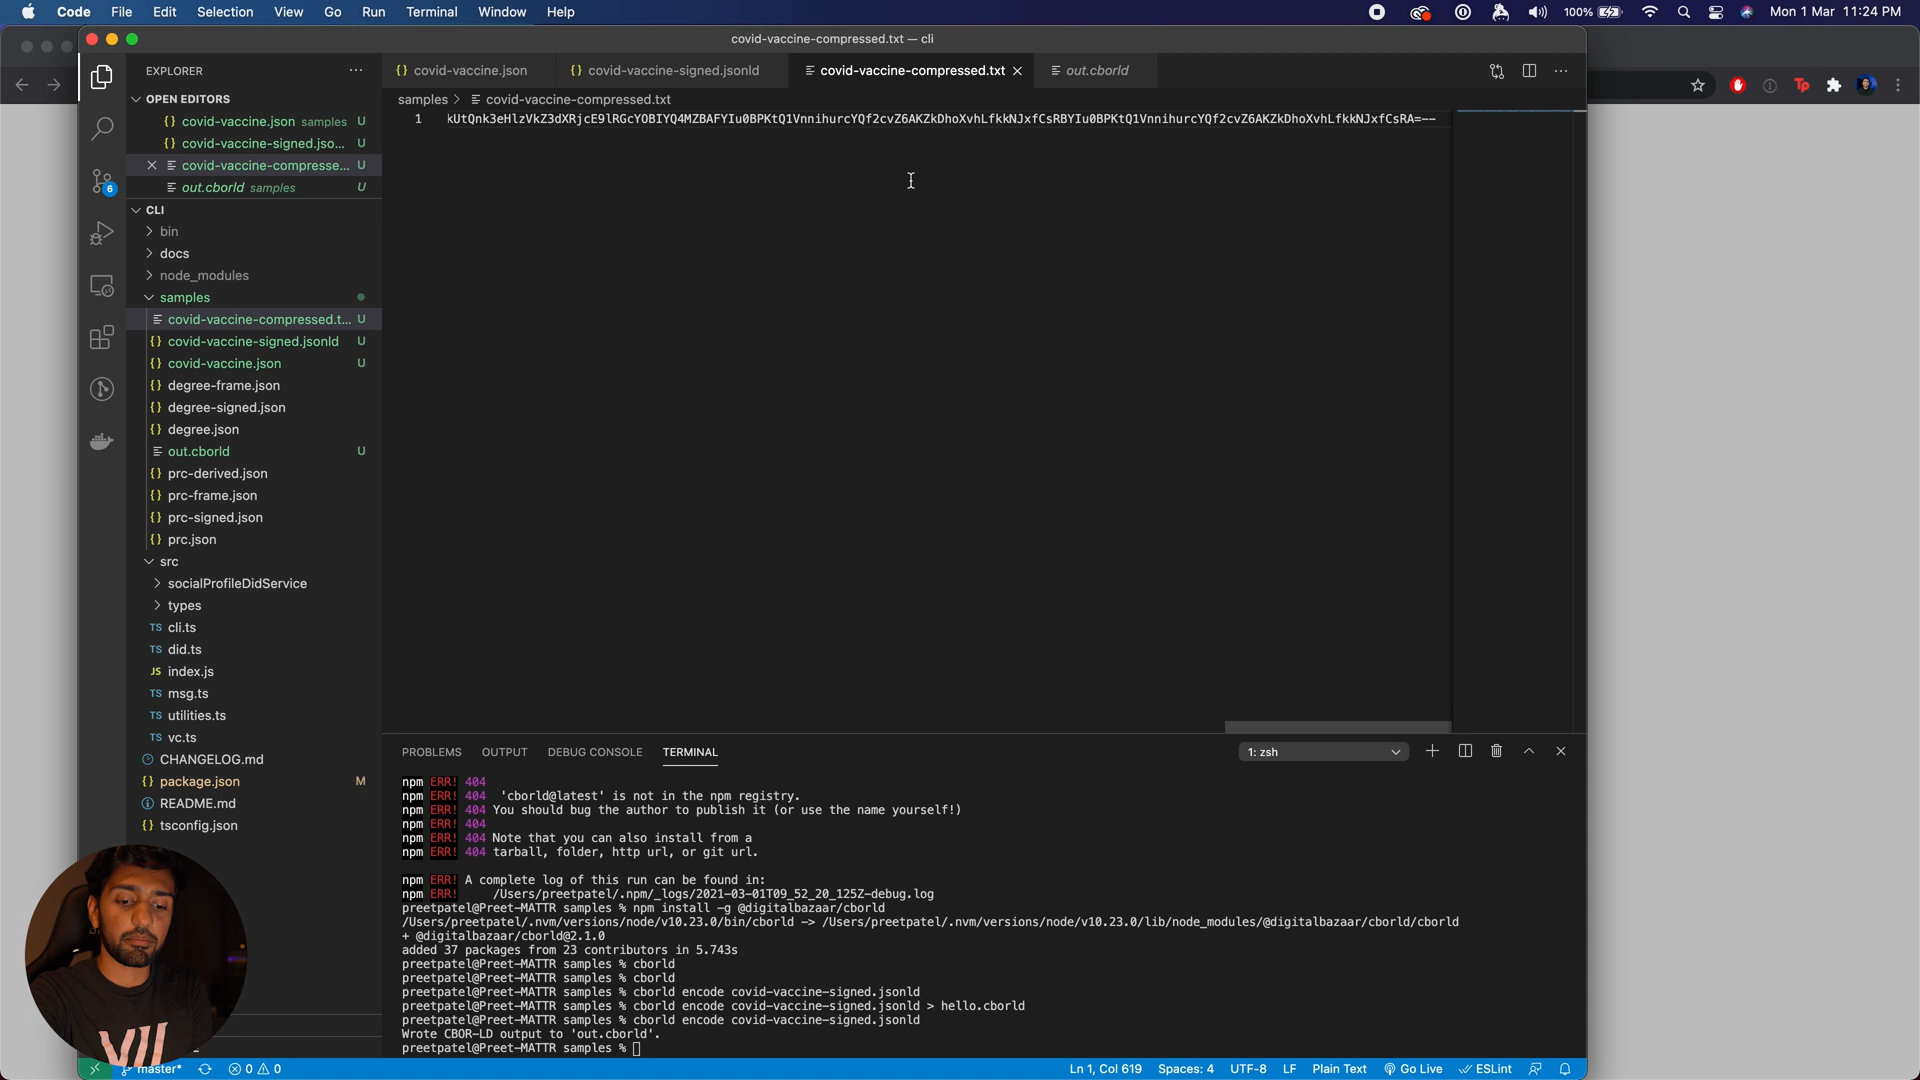 Code File Edit Selection View Go Run Terminal Window Help 100% Mon 1 Mar 11:24 PM
covid-vaccine-compressed.txt — cli
EXPLORER
OPEN EDITORS
covid-vaccine.json samples U
covid-vaccine-signed.jso... U
covid-vaccine-compresse... U
out.cborld samples U
CLI
bin
docs
node_modules
samples
covid-vaccine-compressed.t... U
covid-vaccine-signed.jsonld U
covid-vaccine.json U
degree-frame.json
degree-signed.json
degree.json
out.cborld U
prc-derived.json
prc-frame.json
prc-signed.json
prc.json
src
socialProfileDidService
types
TS cli.ts
TS did.ts
JS index.js
TS msg.ts
TS utilities.ts
TS vc.ts
CHANGELOG.md
package.json M
README.md
tsconfig.json
6
covid-vaccine.json covid-vaccine-signed.jsonld covid-vaccine-compressed.txt out.cborld
samples > covid-vaccine-compressed.txt
1 kUtQnk3eHlzVkZ3dXRjcE9lRGcYOBIYQ4MZBAFYIu0BPKtQ1VnnihurcYQf2cvZ6AKZkDhoXvhLfkkNJxfCsRBYIu0BPKtQ1VnnihurcYQf2cvZ6AKZkDhoXvhLfkkNJxfCsRA=--
PROBLEMS OUTPUT DEBUG CONSOLE TERMINAL 1: zsh
npm ERR! 404
npm ERR! 404 'cborld@latest' is not in the npm registry.
npm ERR! 404 You should bug the author to publish it (or use the name yourself!)
npm ERR! 404
npm ERR! 404 Note that you can also install from a
npm ERR! 404 tarball, folder, http url, or git url.
npm ERR! A complete log of this run can be found in:
npm ERR! /Users/preetpatel/.npm/_logs/2021-03-01T09_52_20_125Z-debug.log
preetpatel@Preet-MATTR samples % npm install -g @digitalbazaar/cborld
/Users/preetpatel/.nvm/versions/node/v10.23.0/bin/cborld -> /Users/preetpatel/.nvm/versions/node/v10.23.0/lib/node_modules/@digitalbazaar/cborld/cborld
+ @digitalbazaar/cborld@2.1.0
added 37 packages from 23 contributors in 5.743s
preetpatel@Preet-MATTR samples % cborld
preetpatel@Preet-MATTR samples % cborld
preetpatel@Preet-MATTR samples % cborld encode covid-vaccine-signed.jsonld
preetpatel@Preet-MATTR samples % cborld encode covid-vaccine-signed.jsonld > hello.cborld
preetpatel@Preet-MATTR samples % cborld encode covid-vaccine-signed.jsonld
Wrote CBOR-LD output to 'out.cborld'.
preetpatel@Preet-MATTR samples %
master* 0 0 Ln 1, Col 619 Spaces: 4 UTF-8 LF Plain Text Go Live ESLint